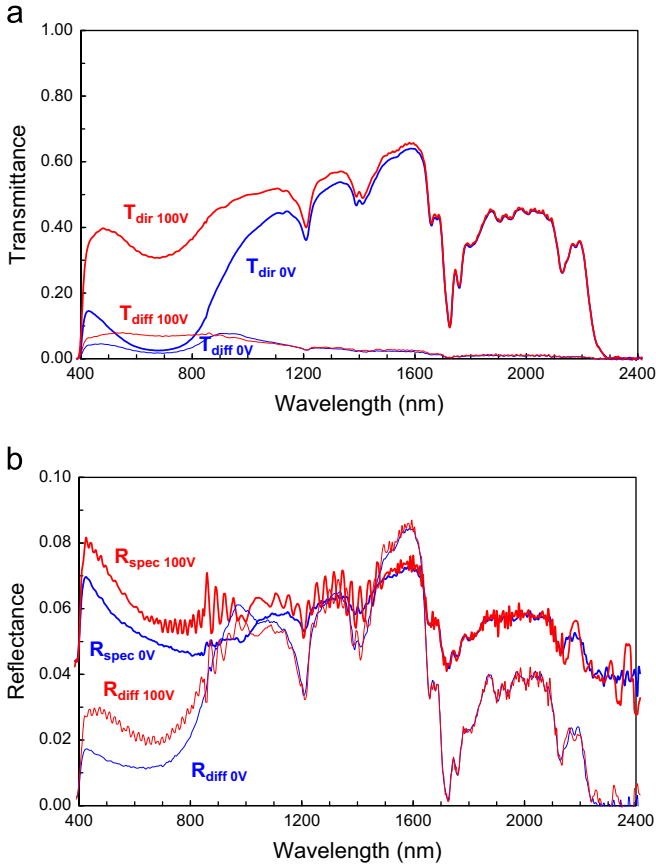 a
1.00
0.80
0.60
0.40
0.20
0.00
Transmittance
T dir 100V
T dir 0V
T diff 100V
T diff 0V
400 800 1200 1600 2000 2400
Wavelength (nm)
b
0.10
0.08
0.06
0.04
0.02
0.00
Reflectance
R spec 100V
R spec 0V
R diff 100V
R diff 0V
400 800 1200 1600 2000 2400
Wavelength (nm)